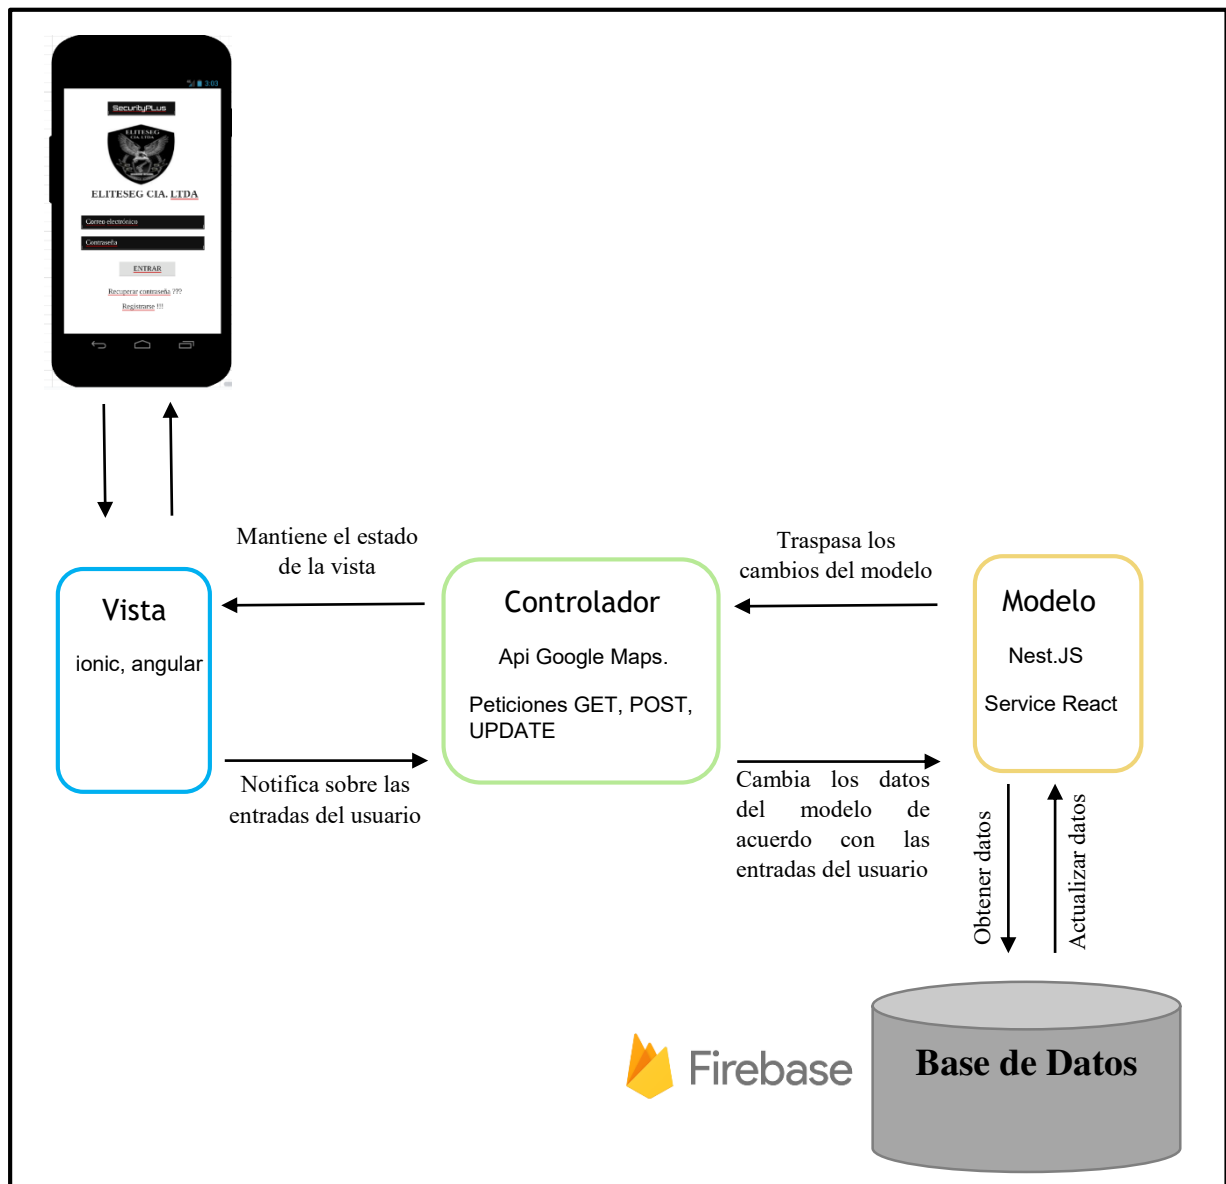 3:03
SecurityPLus
ELITESEG
CIA. LTDA
ELITESEG CIA. LTDA
Correo electrónico
Contraseña
ENTRAR
Recuperar contraseña ???
Registrarse !!!
Mantiene el estado
de la vista
Traspasa los
cambios del modelo
Vista
ionic, angular
Controlador
Api Google Maps.
Peticiones GET, POST,
UPDATE
Modelo
Nest.JS
Service React
Notifica sobre las
entradas del usuario
Cambia los datos
del modelo de
acuerdo con las
entradas del usuario
Obtener datos
Actualizar datos
Firebase
Base de Datos